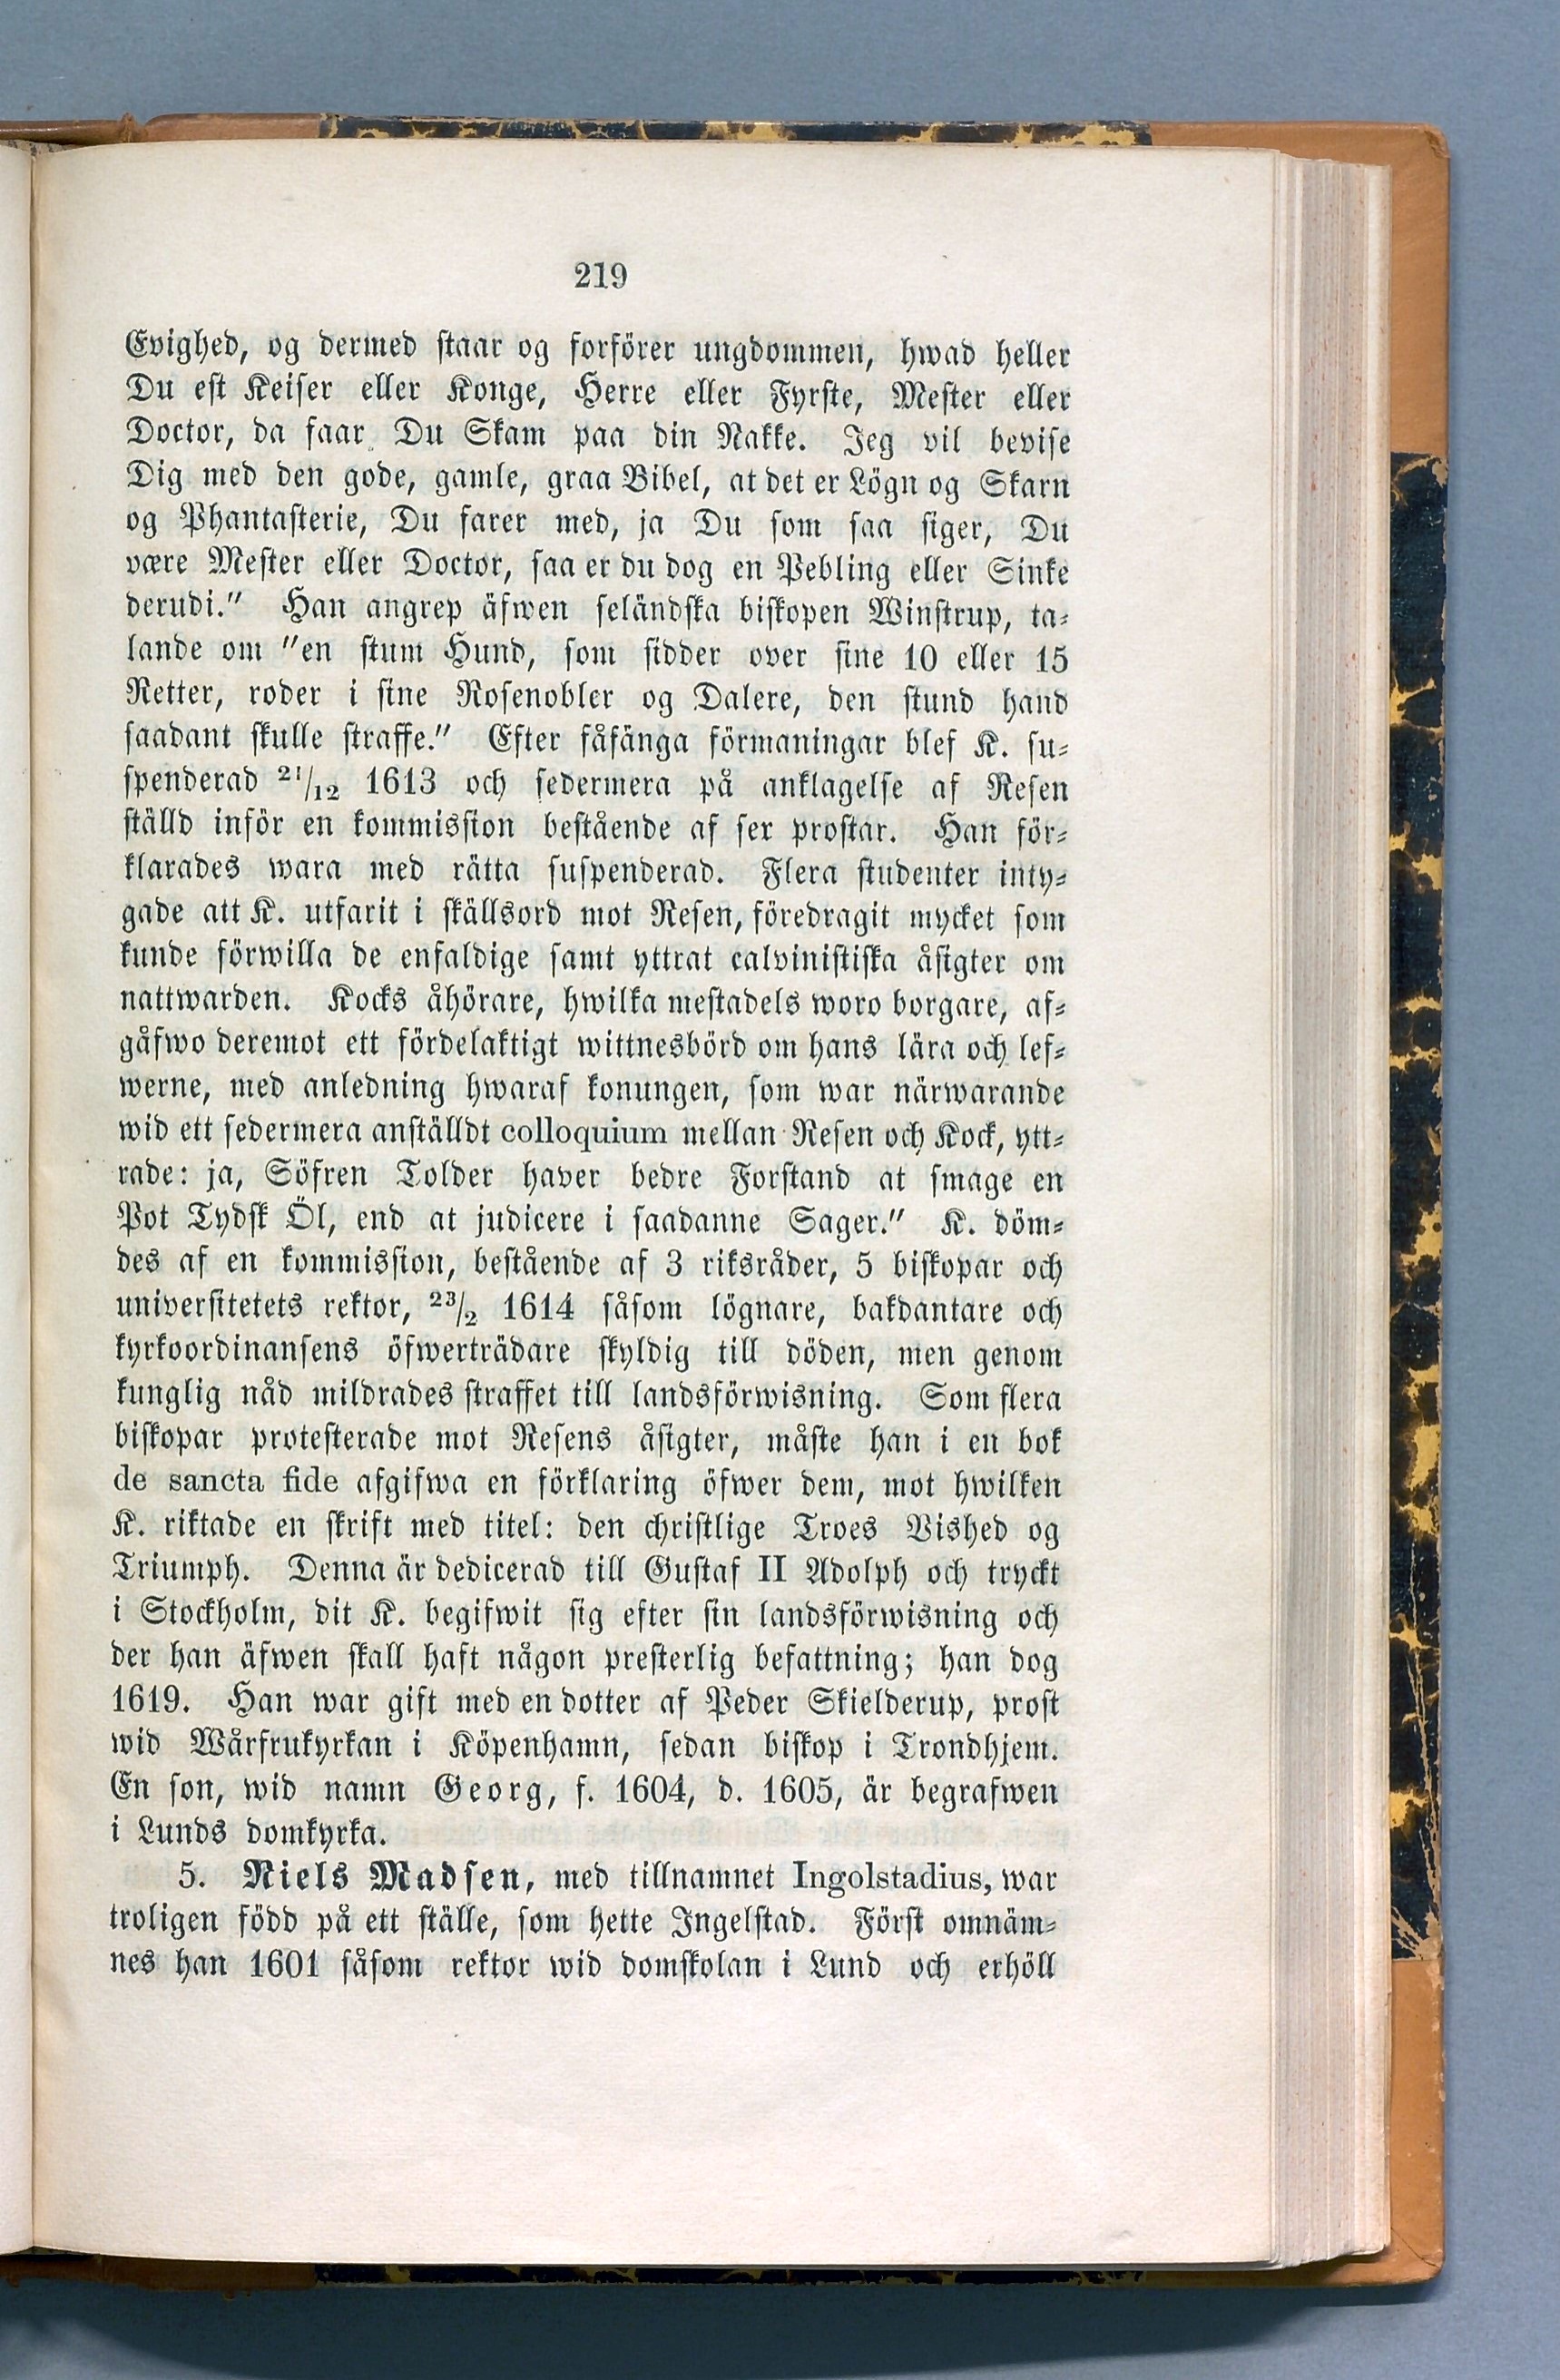 219
Evighed, og dermed staar og forförer ungdommen, hwad heller
Du est Keiser eller Konge, Herre eller Fyrste, Mester eller
Doctor, da faar Du Skam paa din Nakke. Jeg vil bevise
Dig med den gode, gamle, graa Bibel, at det er Lögn og Skarn
og Phantasterie, Du farer med, ja Du som saa siger, Du
være Mester eller Doctor, saa er du dog en Pebling eller Sinke
derudi." Han angrep äfwen seländska biskopen Winstrup, ta-
lande om "en stum Hund, som sidder over sine 10 eller 15
Retter, roder i sine Rosenobler og Dalere, den stund hand
saadant skulle straffe." Efter fåfänga förmaningar blef K. su-
spenderad 21/12 1613 och sedermera på anklagelse af Resen
ställd inför en kommission bestående af ser prostar. Han för-
klarades wara med rätta suspenderad. Flera studenter inty-
gade att K. utfarit i skällsord mot Resen, föredragit mycket som
kunde förwilla de enfaldige samt yttrat calvinistiska åsigter om
nattwarden. Kocks åhörare, hwilka mestadels woro borgare, af-
gåfwo deremot ett fördelaktigt wittnesbörd om hans lära och lef-
werne, med anledning hwaraf konungen, som war närwarande
wid ett sedermera anställdt colloquium mellan Resen och Kock, ytt-
rade: ja, Söfren Tolder haver bedre Forstand at smage en
Pot Tydsk Öl, end at judicere i saadanne Sager." K. döm-
des af en kommission, bestående af 3 riksråder, 5 biskopar och
universitetets rektor, 23/2 1614 såsom lögnare, bakdantare och
kyrkoordinansens öfwerträdare skyldig till döden, men genom
kunglig nåd mildrades straffet till landsförwisning. Som flera
biskopar protesterade mot Resens åsigter, måste han i en bok
de sancta fide afgifwa en förklaring öfwer dem, mot hwilken
K. riktade en skrift med titel: den christlige Troes Vished og
Triumph. Denna är dedicerad till Gustaf II Adolph och tryckt
i Stockholm, dit K. begifwit sig efter sin landsförwisning och
der han äfwen skall haft någon presterlig befattning; han dog
1619. Han war gift med en dotter af Peder Skielderup, prost
wid Wårfrukyrkan i Köpenhamn, sedan biskop i Trondhjem.
En son, wid namn Georg, f. 1604, d. 1605, är begrafwen
i Lunds domkyrka.
5. Niels Madsen, med tillnamnet Ingolstadius, war
troligen född på ett ställe, som hette Ingelstad. Först omnäm-
nes han 1601 såsom rektor wid domskolan i Lund och erhöll